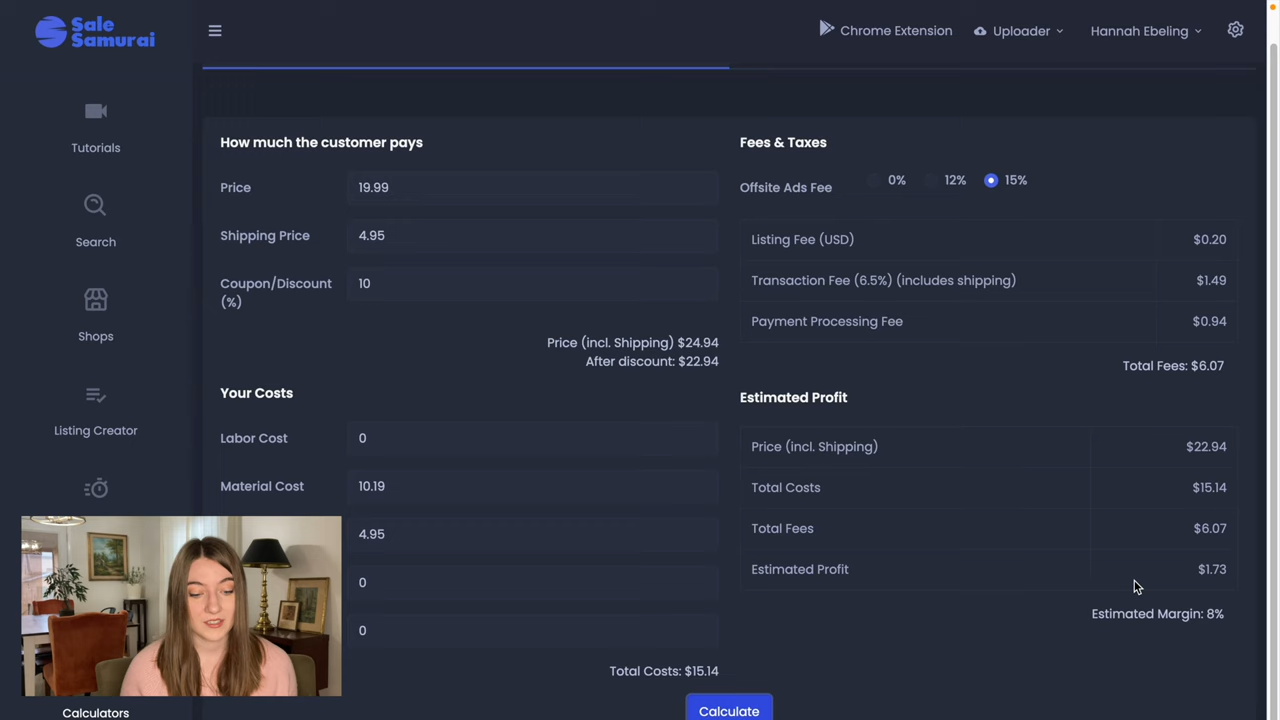 Sale
Samurai
Chrome Extension
Uploader
Hannah Ebeling
Tutorials
Search
Shops
Listing Creator
Calculators
How much the customer pays
Price
19.99
Shipping Price
4.95
Coupon/Discount
(%)
10
Price (incl. Shipping) $24.94
After discount: $22.94
Your Costs
Labor Cost
0
Material Cost
10.19
4.95
0
0
Total Costs: $15.14
Calculate
Fees & Taxes
Offsite Ads Fee
0%
12%
15%
Listing Fee (USD)
$0.20
Transaction Fee (6.5%) (includes shipping)
$1.49
Payment Processing Fee
$0.94
Total Fees: $6.07
Estimated Profit
Price (incl. Shipping)
$22.94
Total Costs
$15.14
Total Fees
$6.07
Estimated Profit
$1.73
Estimated Margin: 8%